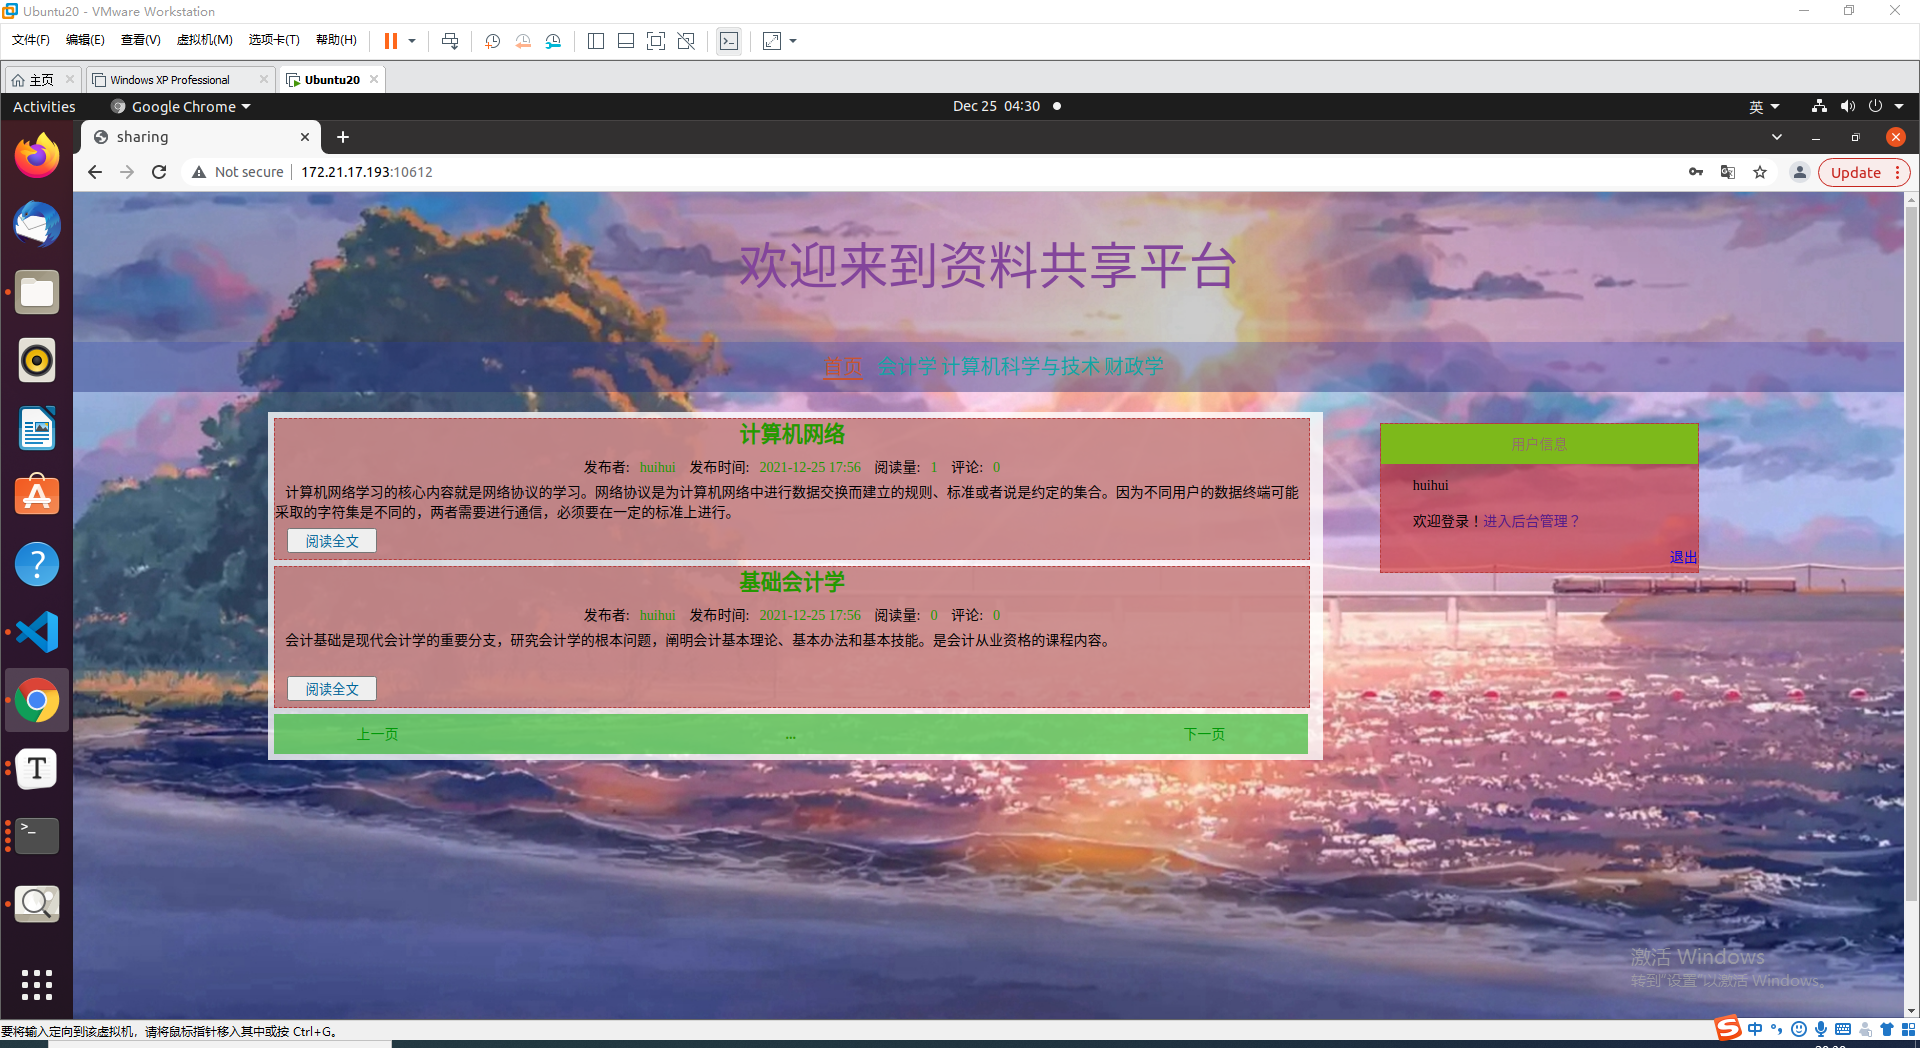 Ubuntu20 - VMware Workstation
文件(F) 编辑(E) 查看(V) 虚拟机(M) 选项卡(T) 帮助(H)
主页 Windows XP Professional Ubuntu20
Activities Google Chrome Dec 25 04:30 英
sharing
Not secure 172.21.17.193:10612 Update
欢迎来到资料共享平台
首页 会计学 计算机科学与技术 财政学
计算机网络
发布者: huihui 发布时间: 2021-12-25 17:56 阅读量: 1 评论: 0
计算机网络学习的核心内容就是网络协议的学习。网络协议是为计算机网络中进行数据交换而建立的规则、标准或者说是约定的集合。因为不同用户的数据终端可能
采取的字符集是不同的，两者需要进行通信，必须要在一定的标准上进行。
阅读全文
基础会计学
发布者: huihui 发布时间: 2021-12-25 17:56 阅读量: 0 评论: 0
会计基础是现代会计学的重要分支，研究会计学的根本问题，阐明会计基本理论、基本办法和基本技能。是会计从业资格的课程内容。
阅读全文
上一页 ... 下一页
用户信息
huihui
欢迎登录！进入后台管理？
退出
激活 Windows
转到"设置"以激活 Windows。
要将输入定向到该虚拟机，请将鼠标指针移入其中或按 Ctrl+G。
中